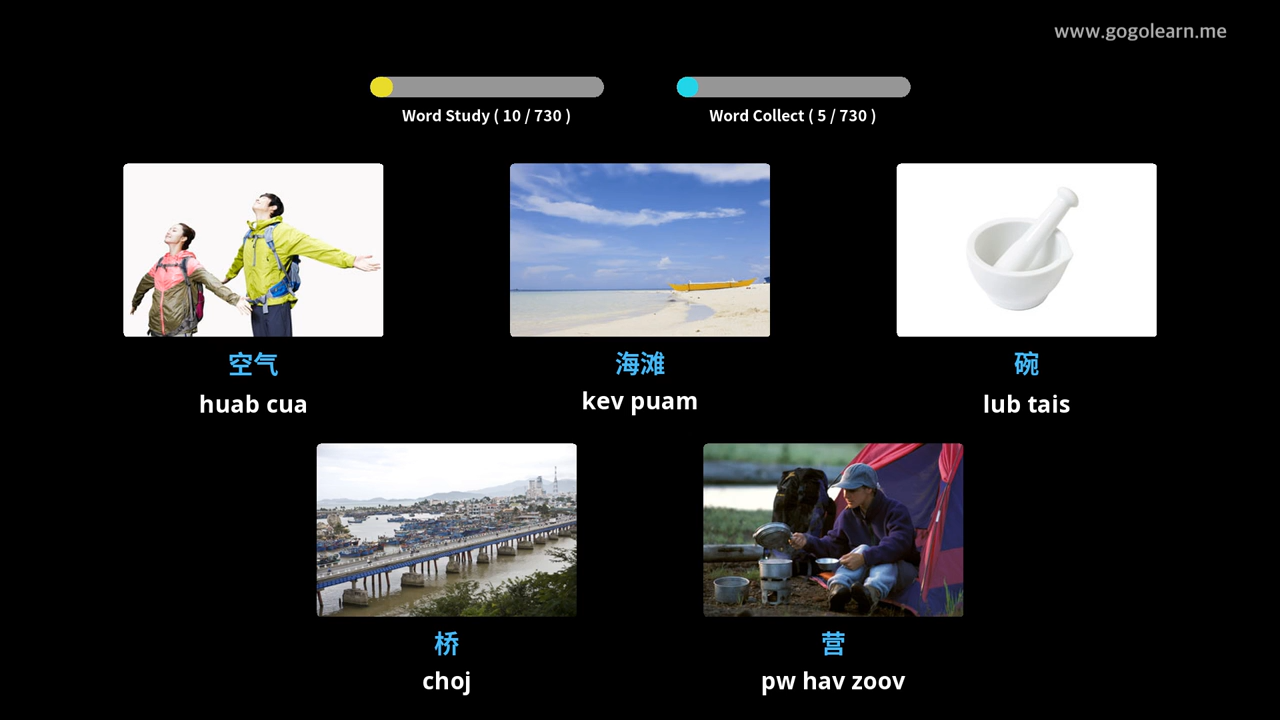 www.gogolearn.me
Word Study ( 10 / 730 )
Word Collect ( 5 / 730 )
空气
huab cua
海滩
kev puam
碗
lub tais
桥
choj
营
pw hav zoov